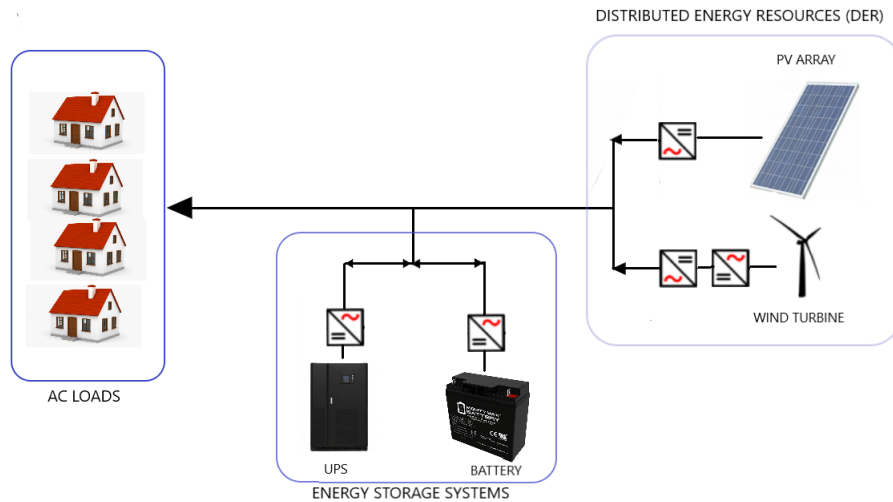 DISTRIBUTED ENERGY RESOURCES (DER)
PV ARRAY
WIND TURBINE
AC LOADS
UPS
BATTERY
ENERGY STORAGE SYSTEMS